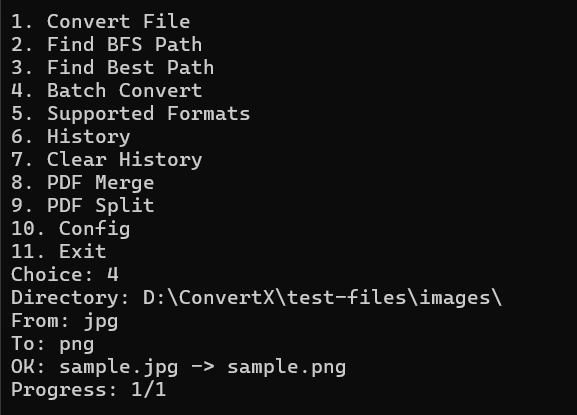 1. Convert File
2. Find BFS Path
3. Find Best Path
4. Batch Convert
5. Supported Formats
6. History
7. Clear History
8. PDF Merge
9. PDF Split
10. Config
11. Exit
Choice: 4
Directory: D:\ConvertX\test-files\images\
From: jpg
To: png
OK: sample.jpg -> sample.png
Progress: 1/1